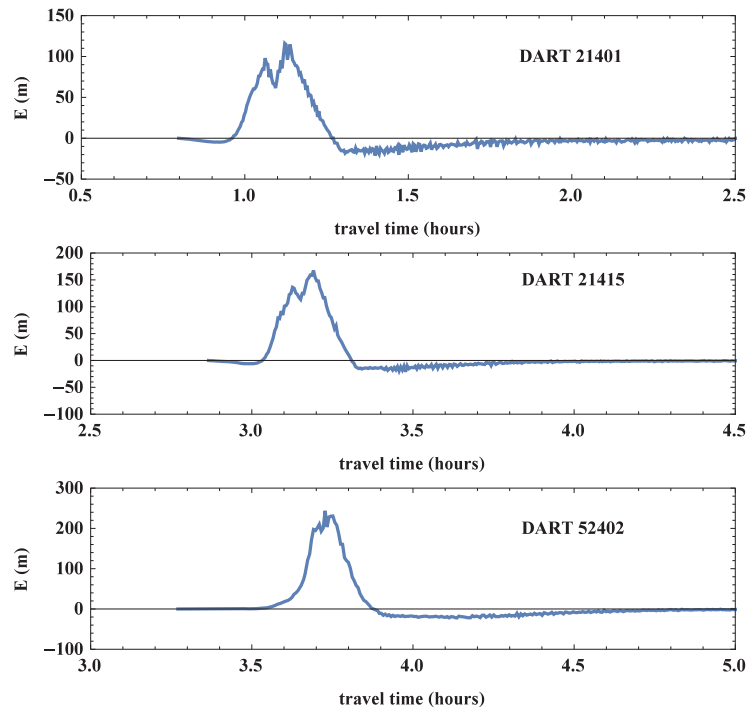 150
100
50
0
−50
E (m)
DART 21401
0.5 1.0 1.5 2.0 2.5
travel time (hours)
200
150
100
50
0
−50
−100
E (m)
DART 21415
2.5 3.0 3.5 4.0 4.5
travel time (hours)
300
200
100
0
−100
E (m)
DART 52402
3.0 3.5 4.0 4.5 5.0
travel time (hours)